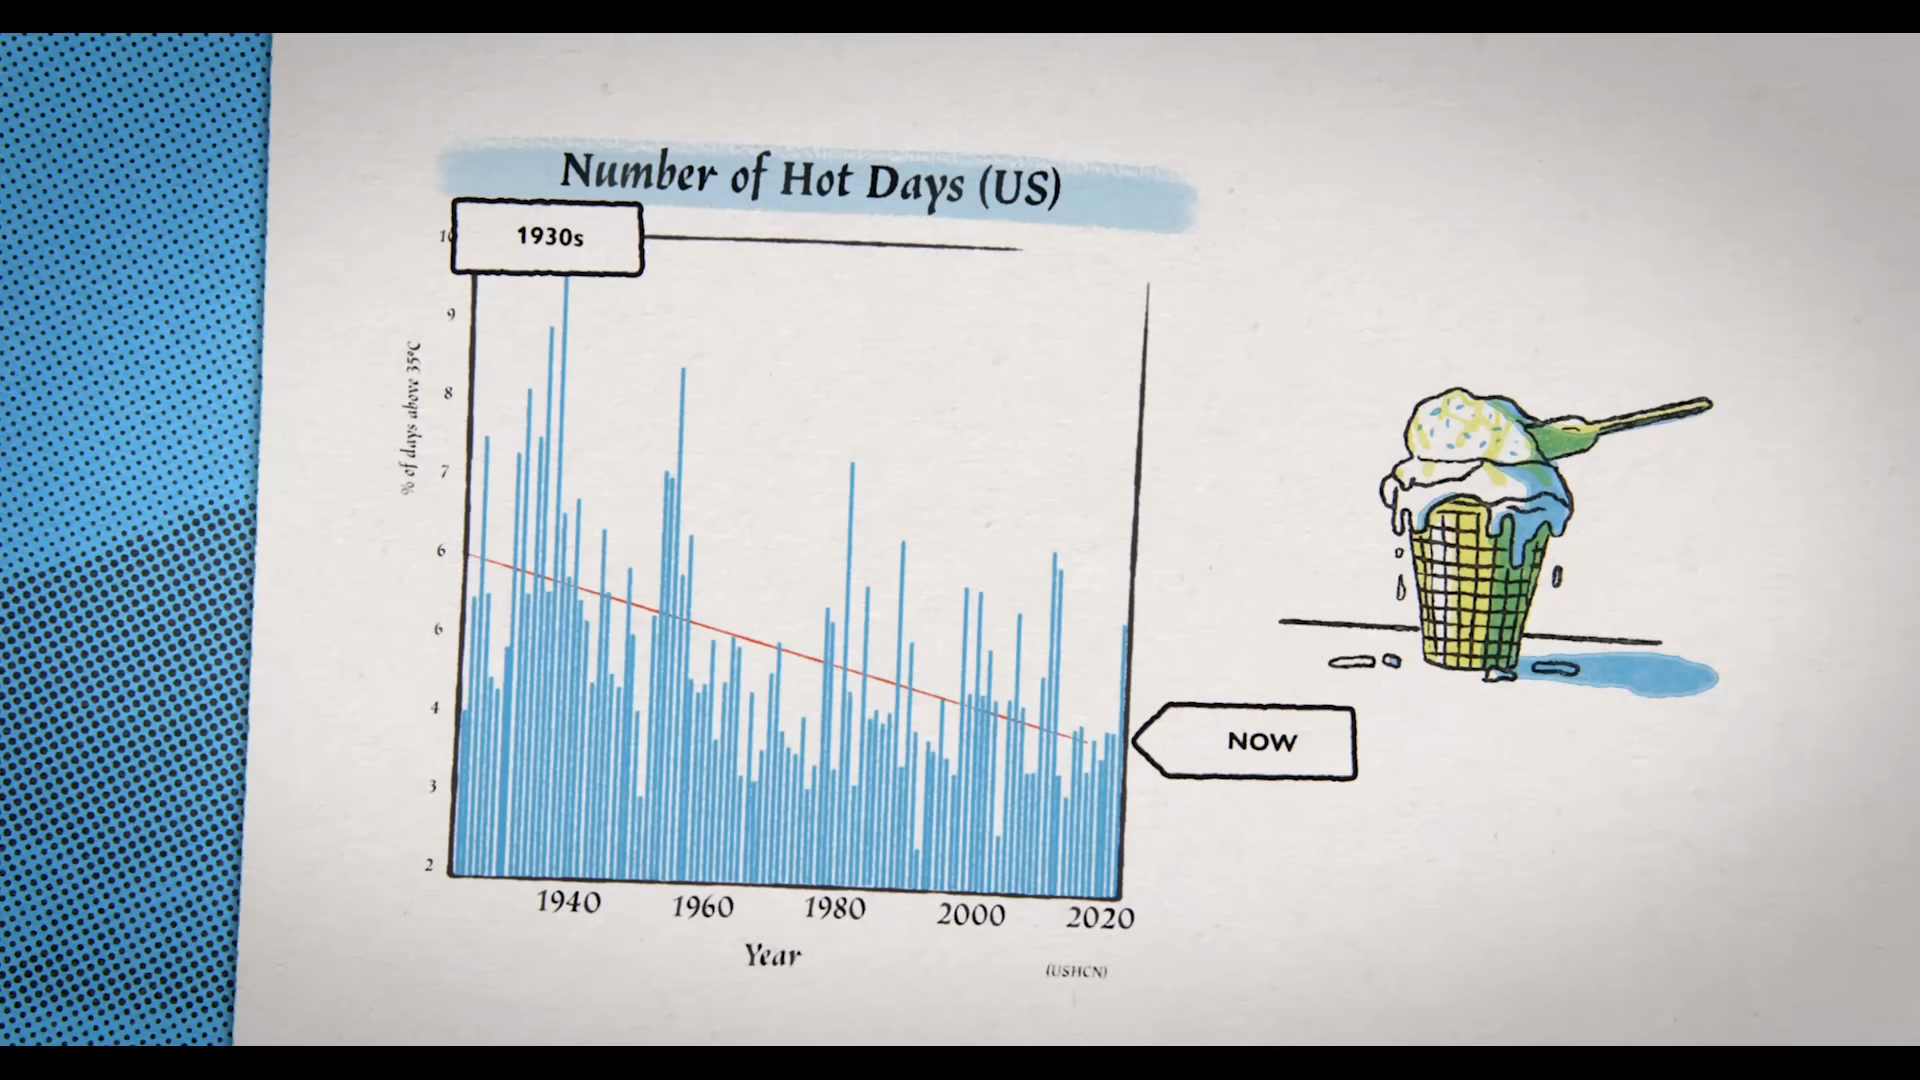 Number of Hot Days (US)
1930s
10
9
8
7
6
6
4
3
2
% of days above 35°C
NOW
1940 1960 1980 2000 2020
Year
(USHCN)